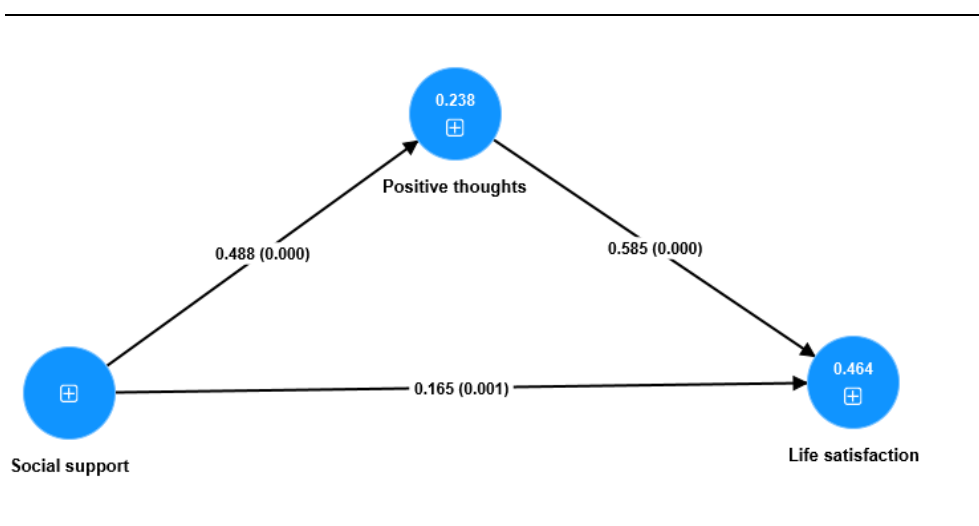 0.238
Positive thoughts
0.488 (0.000)
0.585 (0.000)
0.165 (0.001)
0.464
Social support
Life satisfaction